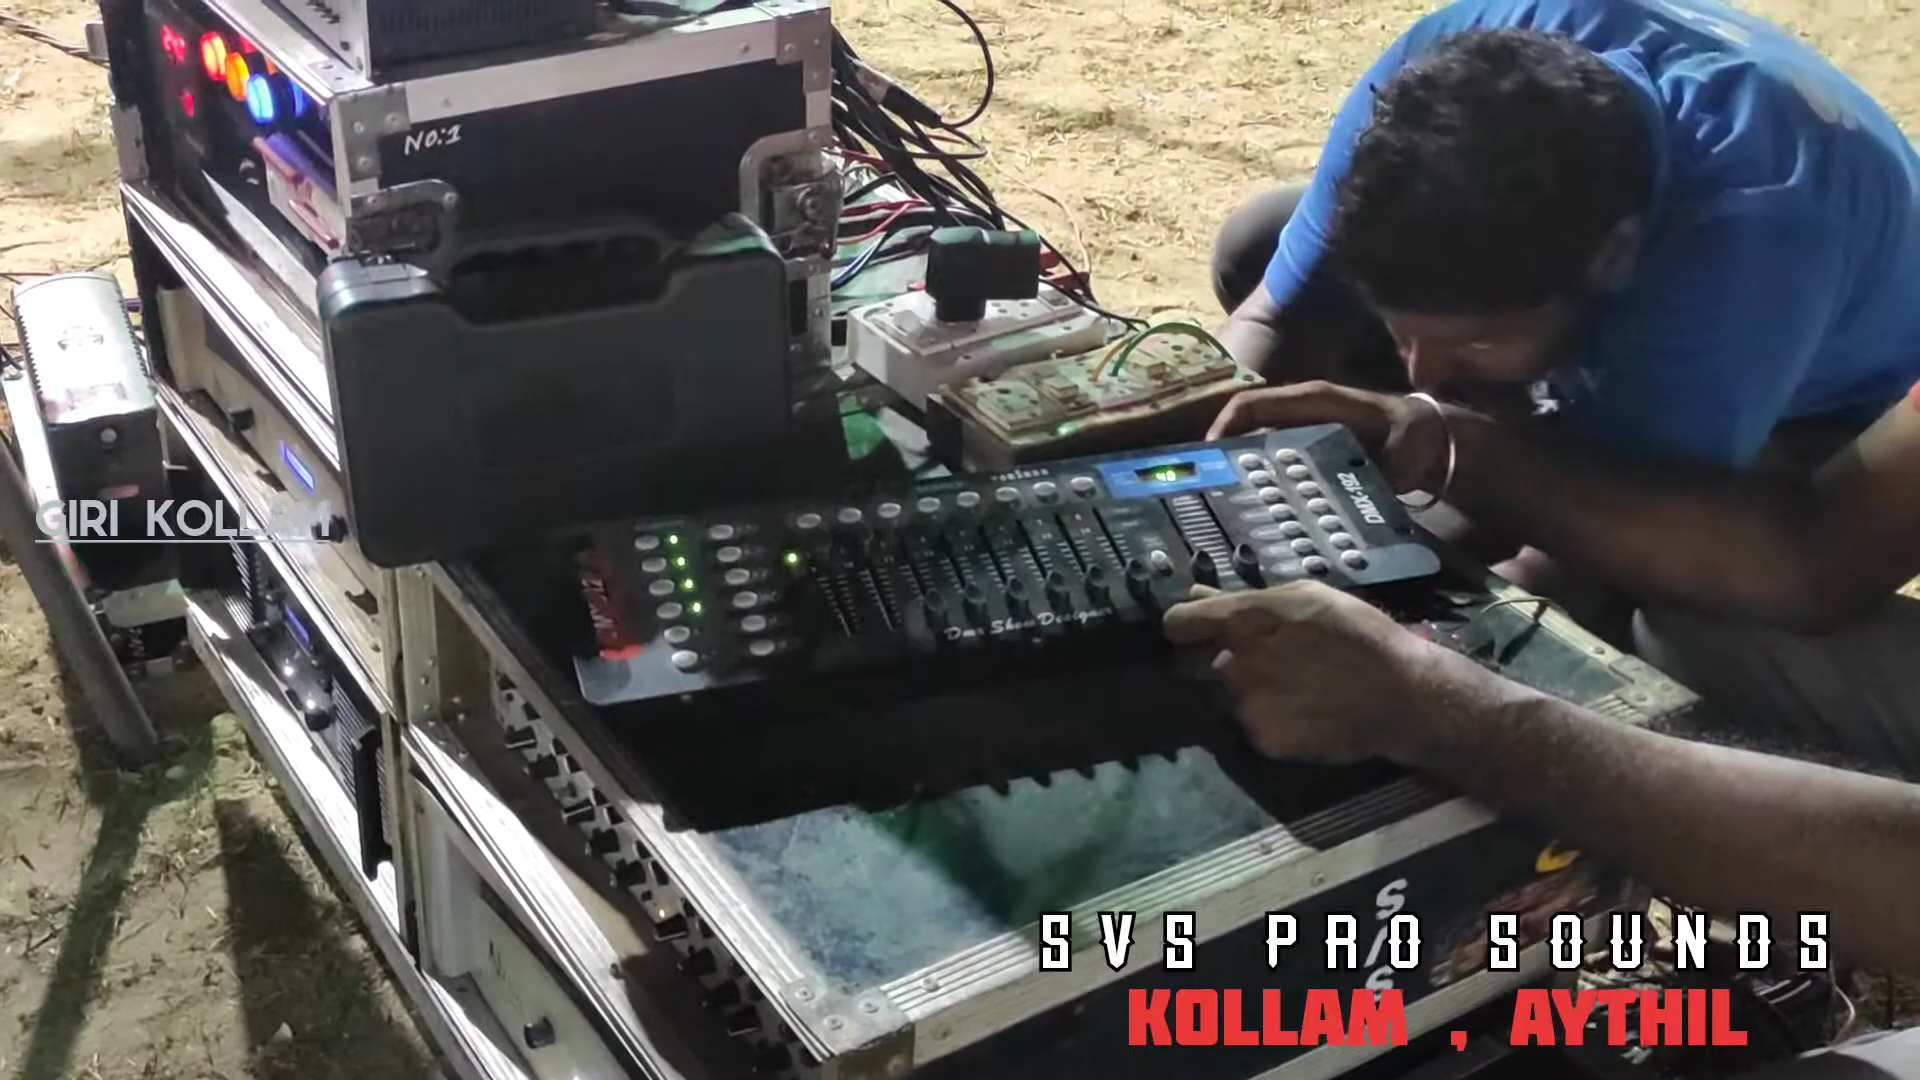 NO:1
GIRI KOLLAM
DMX-192
Dmx Show Designer
SVS PRO SOUNDS
KOLLAM , AYTHIL